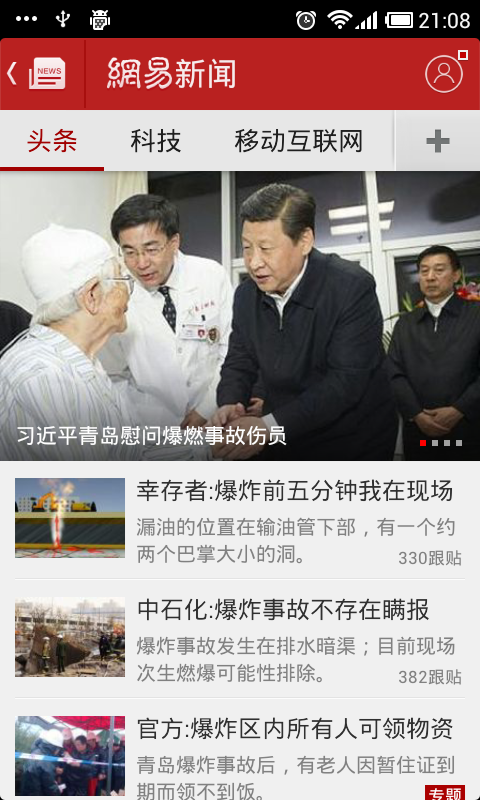 21:08
NEWS
網易新闻
头条
科技
移动互联网
习近平青岛慰问爆燃事故伤员
幸存者:爆炸前五分钟我在现场
漏油的位置在输油管下部，有一个约
两个巴掌大小的洞。
330跟贴
中石化:爆炸事故不存在瞒报
爆炸事故发生在排水暗渠；目前现场
次生燃爆可能性排除。
382跟贴
官方:爆炸区内所有人可领物资
青岛爆炸事故后，有老人因暂住证到
期而领不到饭。
专题